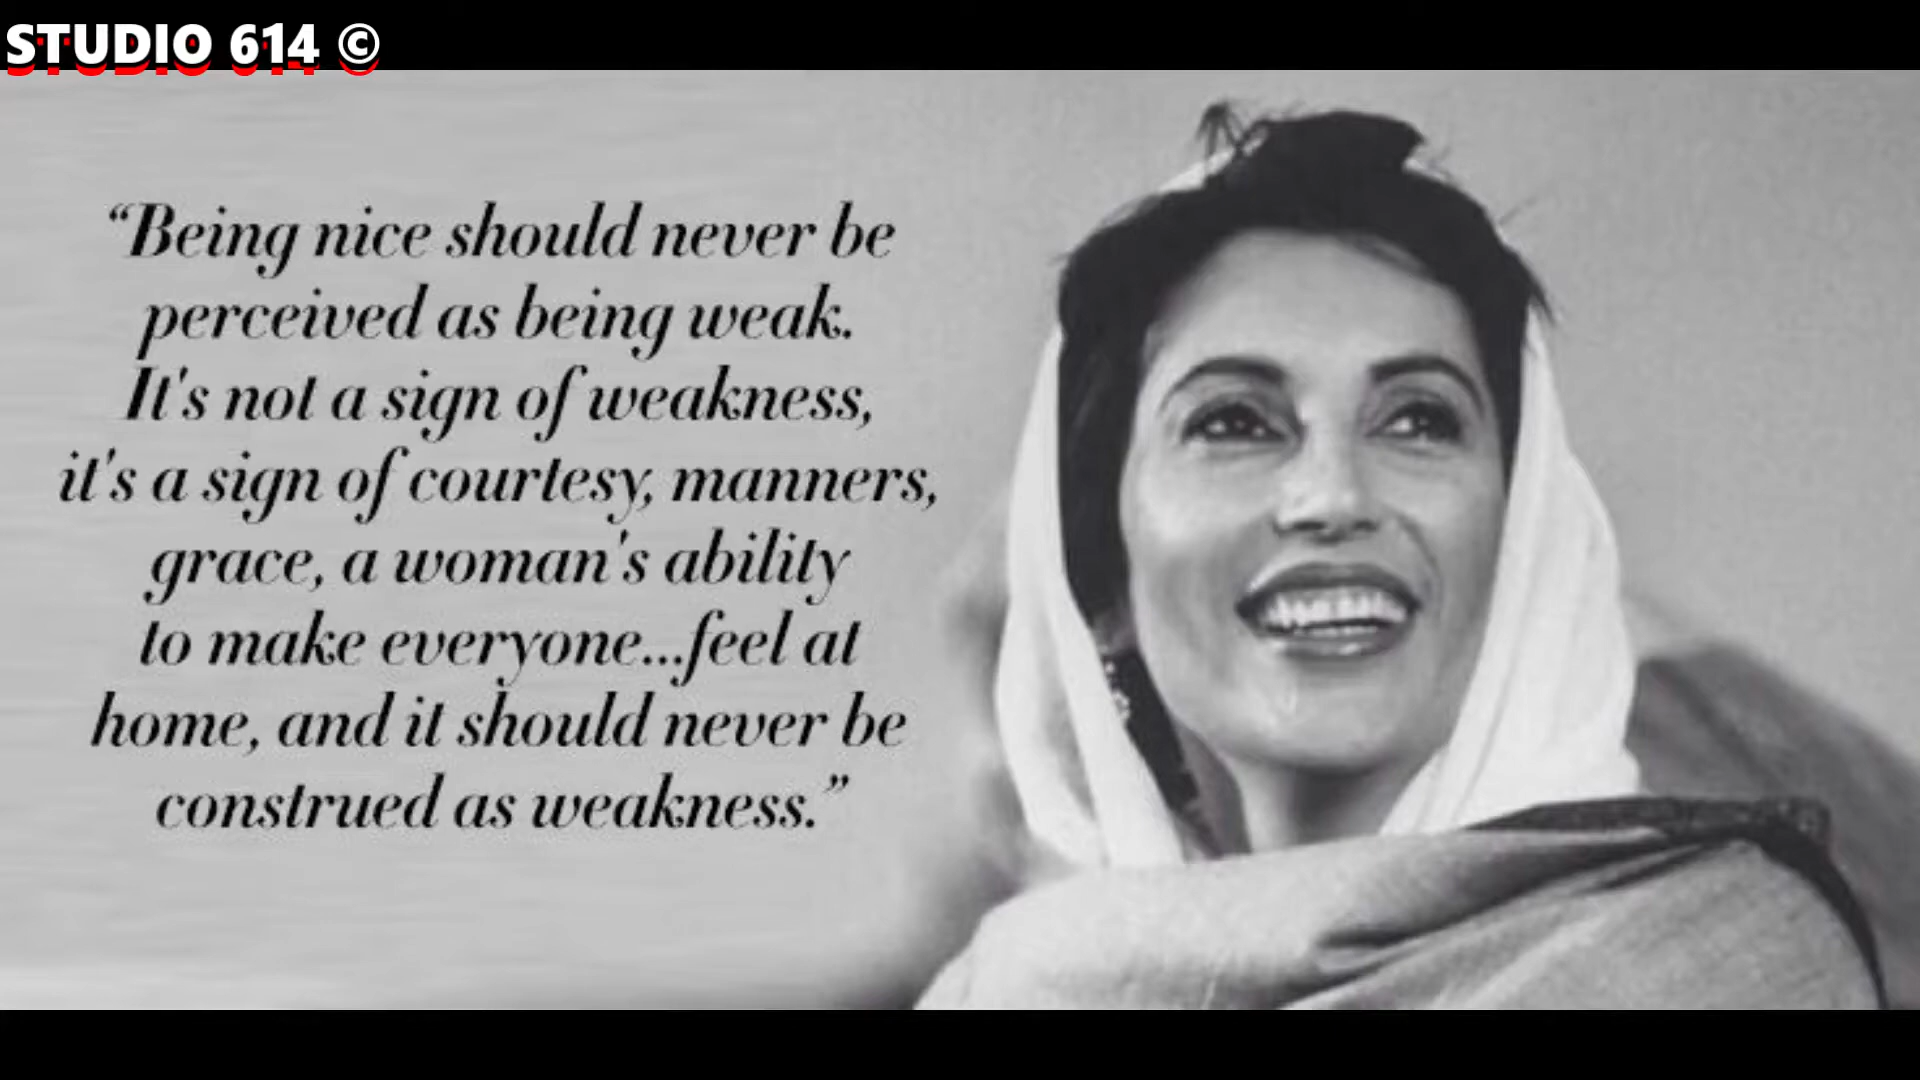 STUDIO 614 ©
“Being nice should never be
perceived as being weak.
It's not a sign of weakness,
it's a sign of courtesy, manners,
grace, a woman's ability
to make everyone...feel at
home, and it should never be
construed as weakness.”